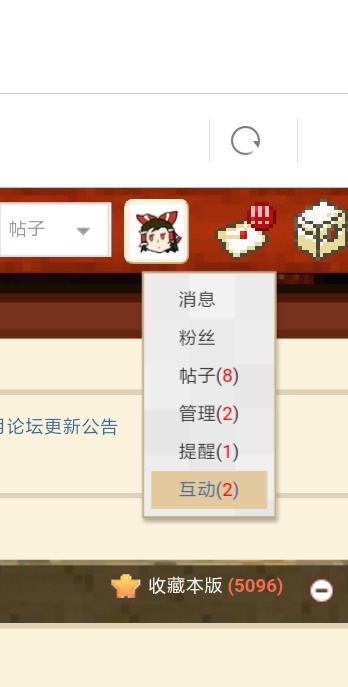 帖子
消息
粉丝
帖子(8)
管理(2)
提醒(1)
互动(2)
论坛更新公告
收藏本版 (5096)